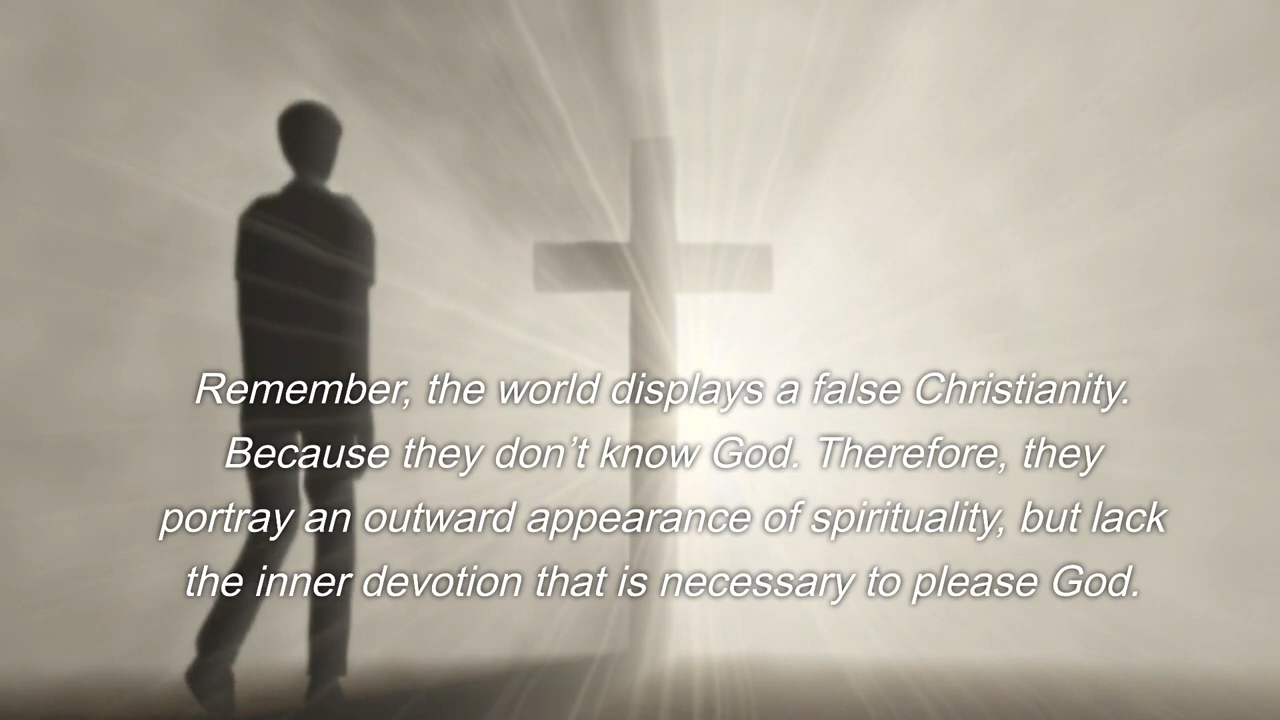 Remember, the world displays a false Christianity.
Because they don’t know God. Therefore, they
portray an outward appearance of spirituality, but lack
the inner devotion that is necessary to please God.